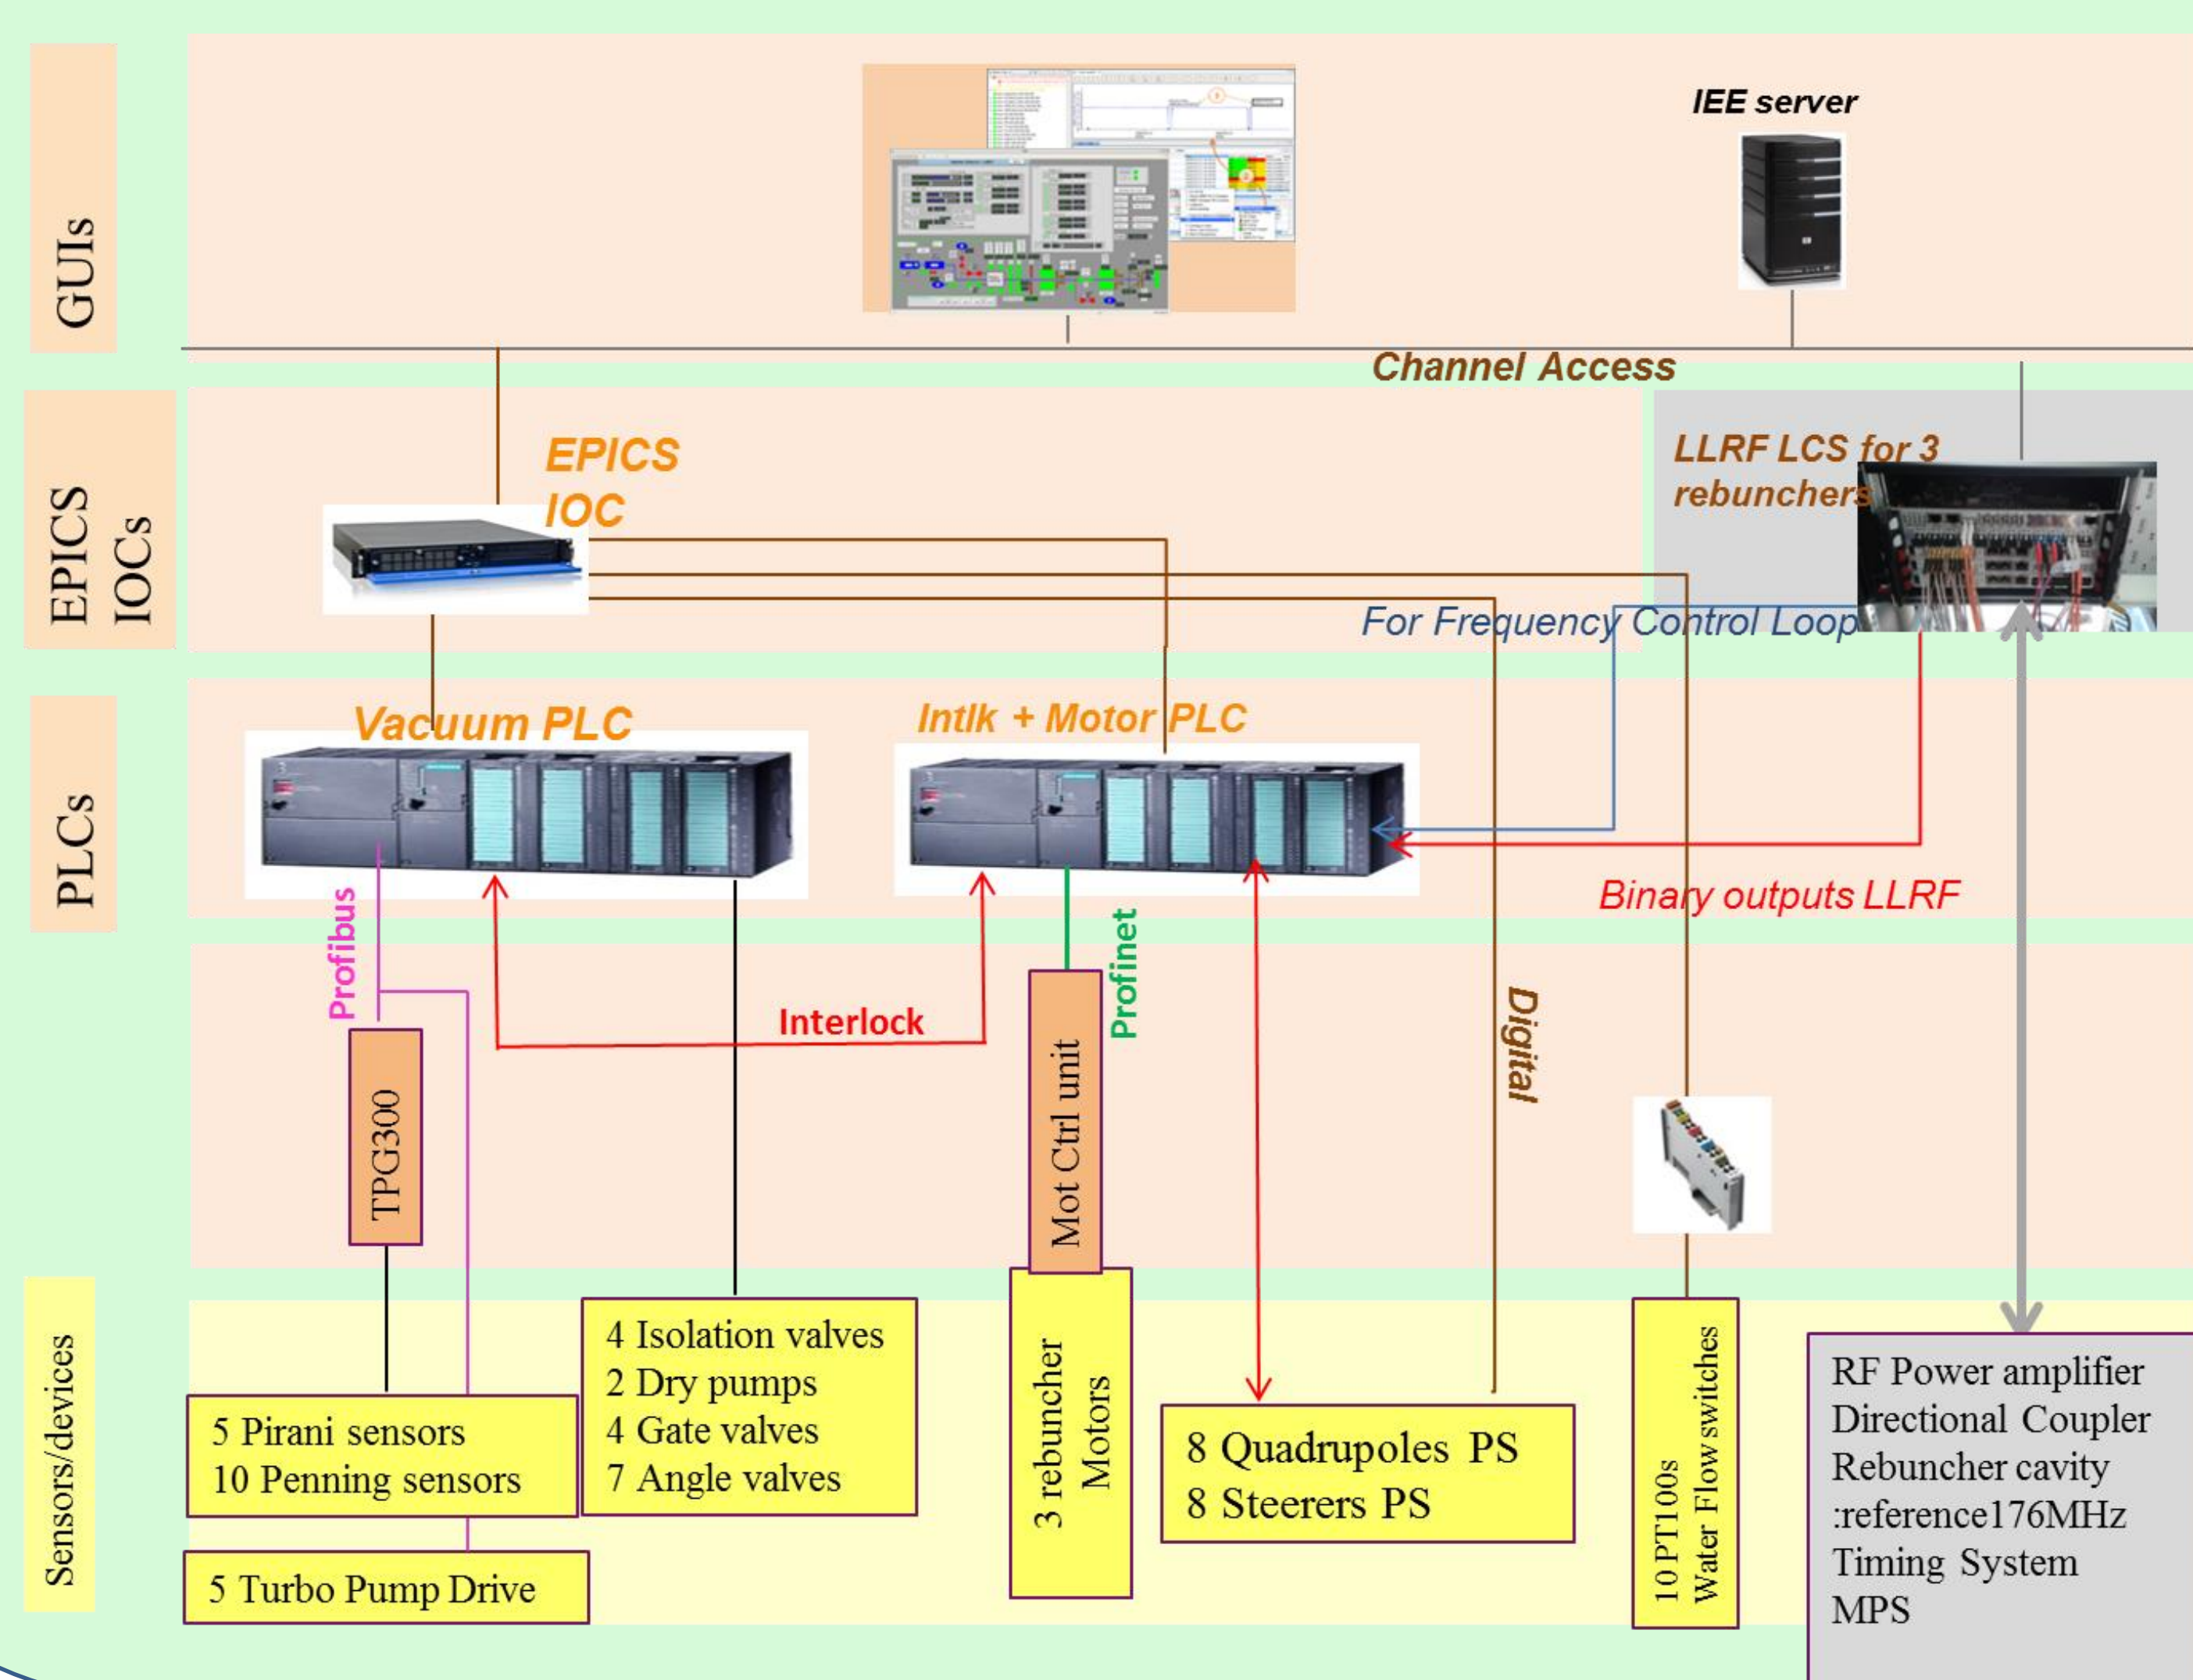 GUIs
IEE server
Channel Access
EPICS
IOCs
EPICS
IOC
LLRF LCS for 3
rebunchers
For Frequency Control Loop
PLCs
Vacuum PLC
Intlk + Motor PLC
Binary outputs LLRF
Profibus
Interlock
Profinet
Digital
TPG300
Mot Ctrl unit
Sensors/devices
5 Pirani sensors
10 Penning sensors
5 Turbo Pump Drive
4 Isolation valves
2 Dry pumps
4 Gate valves
7 Angle valves
3 rebuncher
Motors
8 Quadrupoles PS
8 Steerers PS
10 PT100s
Water Flow switches
RF Power amplifier
Directional Coupler
Rebuncher cavity
:reference176MHz
Timing System
MPS